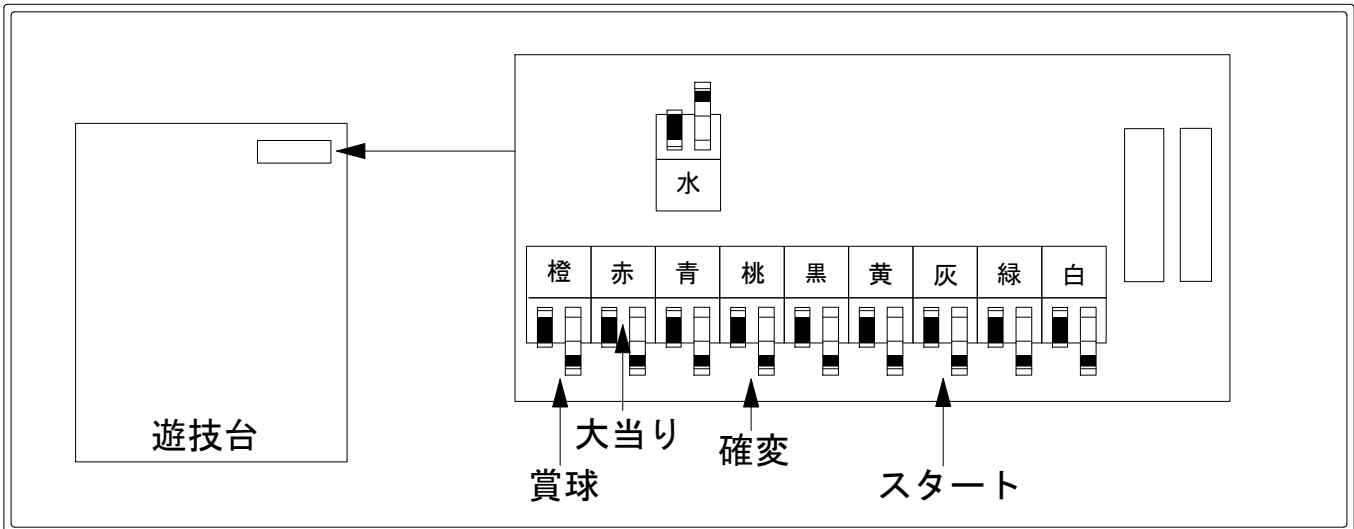 水
橙 赤 青 桃 黒 黄 灰 緑 白
遊技台
大当り
確変
賞球
スタート